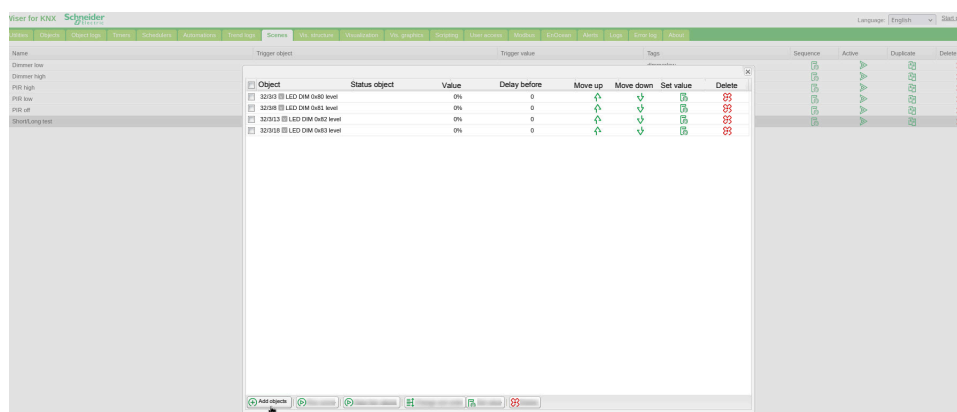 Wiser for KNX Schneider Electric Language: English Start
Utilities Objects Object logs Timers Schedulers Automations Trend logs Scenes Vis. structure Visualization Vis. graphics Scripting User access Modbus EnOcean Alerts Logs Error log About
Name Trigger object Trigger value Tags Sequence Active Duplicate Delete
Dimmer low
Dimmer high
PIR high
PIR low
PIR off
Short/Long-test
Object Status object Value Delay before Move up Move down Set value Delete
32/3/3 LED DIM 0x80 level 0% 0
32/3/8 LED DIM 0x81 level 0% 0
32/3/13 LED DIM 0x82 level 0% 0
32/3/18 LED DIM 0x83 level 0% 0
Add objects